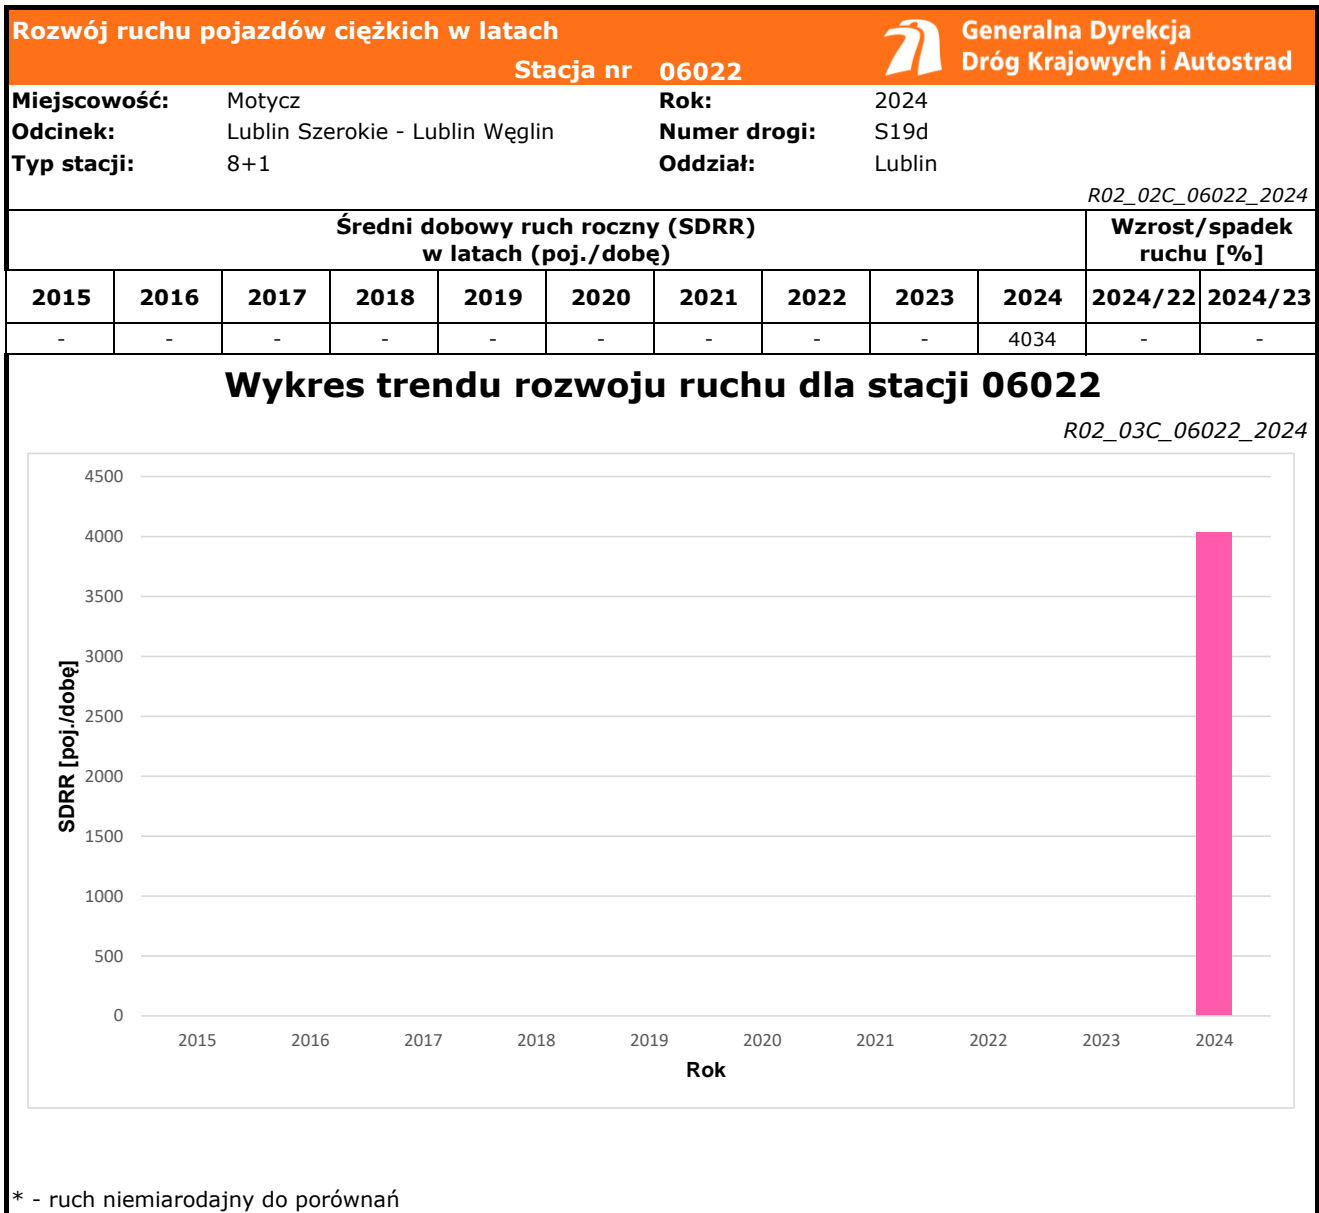 Rozwój ruchu pojazdów ciężkich w latach
Stacja nr 06022
Generalna Dyrekcja
Dróg Krajowych i Autostrad
Miejscowość: Motycz Rok: 2024
Odcinek: Lublin Szerokie - Lublin Węglin Numer drogi: S19d
Typ stacji: 8+1 Oddział: Lublin
R02_02C_06022_2024
Średni dobowy ruch roczny (SDRR)
w latach (poj./dobę)
Wzrost/spadek
ruchu [%]
2015 2016 2017 2018 2019 2020 2021 2022 2023 2024 2024/22 2024/23
- - - - - - - - - 4034 - -
Wykres trendu rozwoju ruchu dla stacji 06022
R02_03C_06022_2024
4500
4000
3500
3000
2500
2000
1500
1000
500
0
SDRR [poj./dobę]
2015 2016 2017 2018 2019 2020 2021 2022 2023 2024
Rok
* - ruch niemiarodajny do porównań